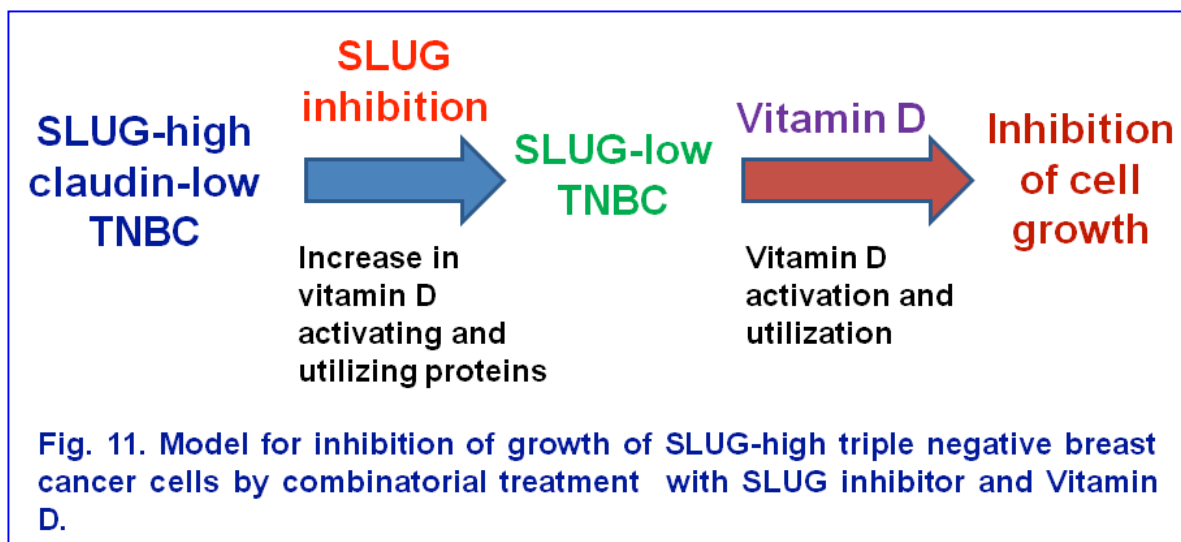 SLUG-high
claudin-low
TNBC
SLUG
inhibition
Increase in
vitamin D
activating and
utilizing proteins
SLUG-low
TNBC
Vitamin D
Vitamin D
activation and
utilization
Inhibition
of cell
growth
Fig. 11. Model for inhibition of growth of SLUG-high triple negative breast
cancer cells by combinatorial treatment with SLUG inhibitor and Vitamin
D.